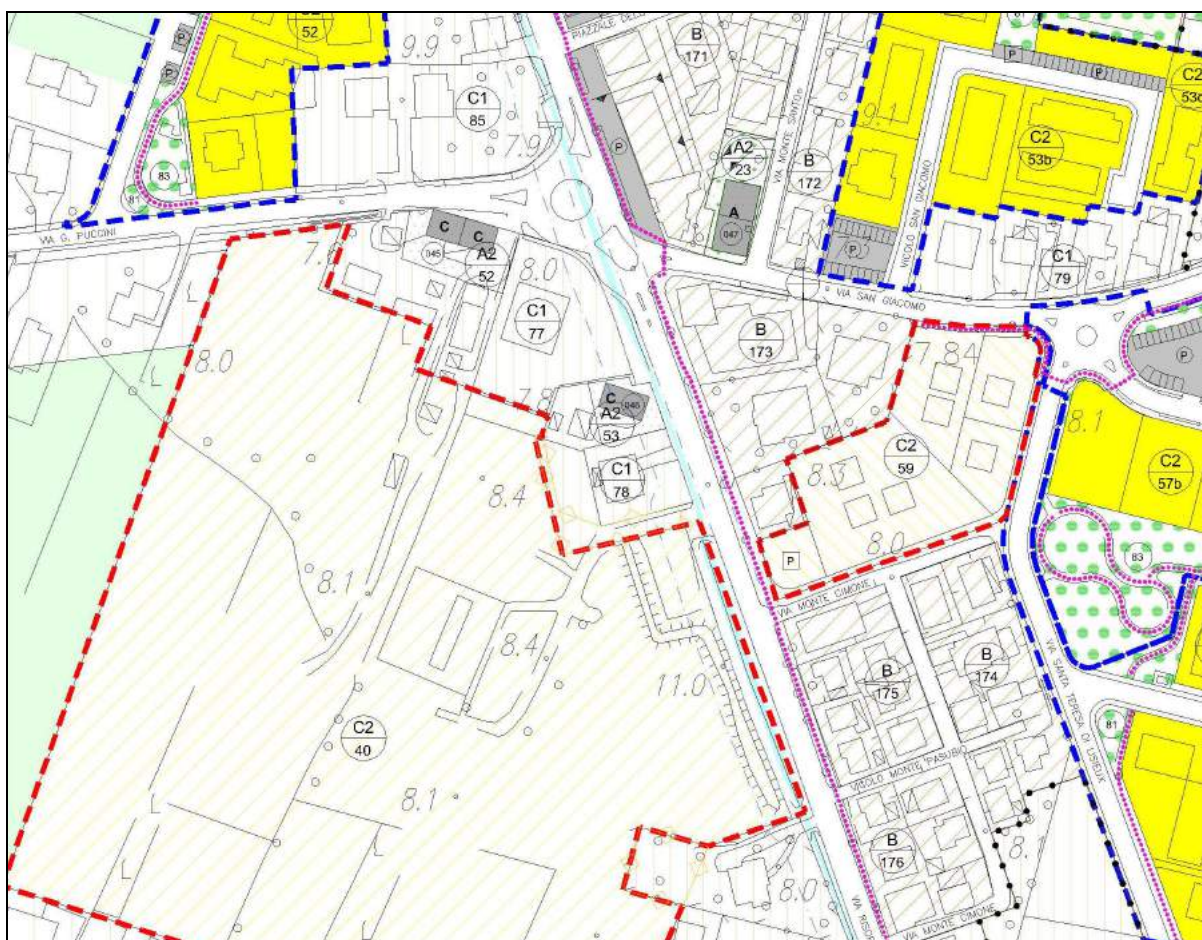 C2
52
9.9
PIAZZALE
B
171
C2
53c
P
P
P
P
C1
85
7.9
9.1
C2
53b
P
A2
23
VIA MONTE SANTO
B
172
VICOLO SAN GIACOMO
83
81
A
047
P
C1
79
VIA G. PUCCINI
C
C
045
A2
52
8.0
C1
77
VIA SAN GIACOMO
B
173
P
8.0
7.84
8.1
C
046
A2
53
C2
59
8.3
C2
57b
8.4
C1
78
8.0
P
83
8.1
VIA MONTE CIMONE
8.4
11.0
B
175
B
174
VIA SANTA TERESA DI LISIEUX
C2
40
81
VICOLO MONTE PASUBIO
8.1
B
176
8.0
VIA MONTE CIMONE